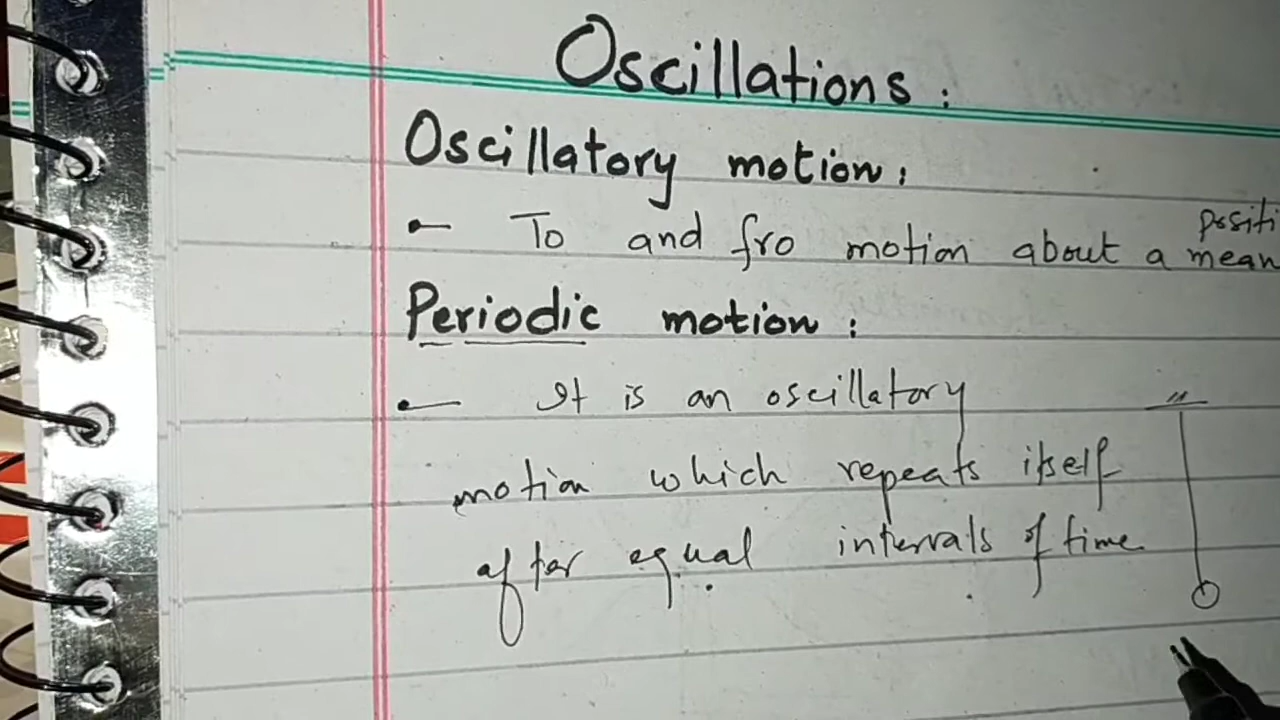 Oscillations :
Oscillatory motion :
- To and fro motion about a mean positi
Periodic motion :
- It is an oscillatory
motion which repeats itself
after equal intervals of time